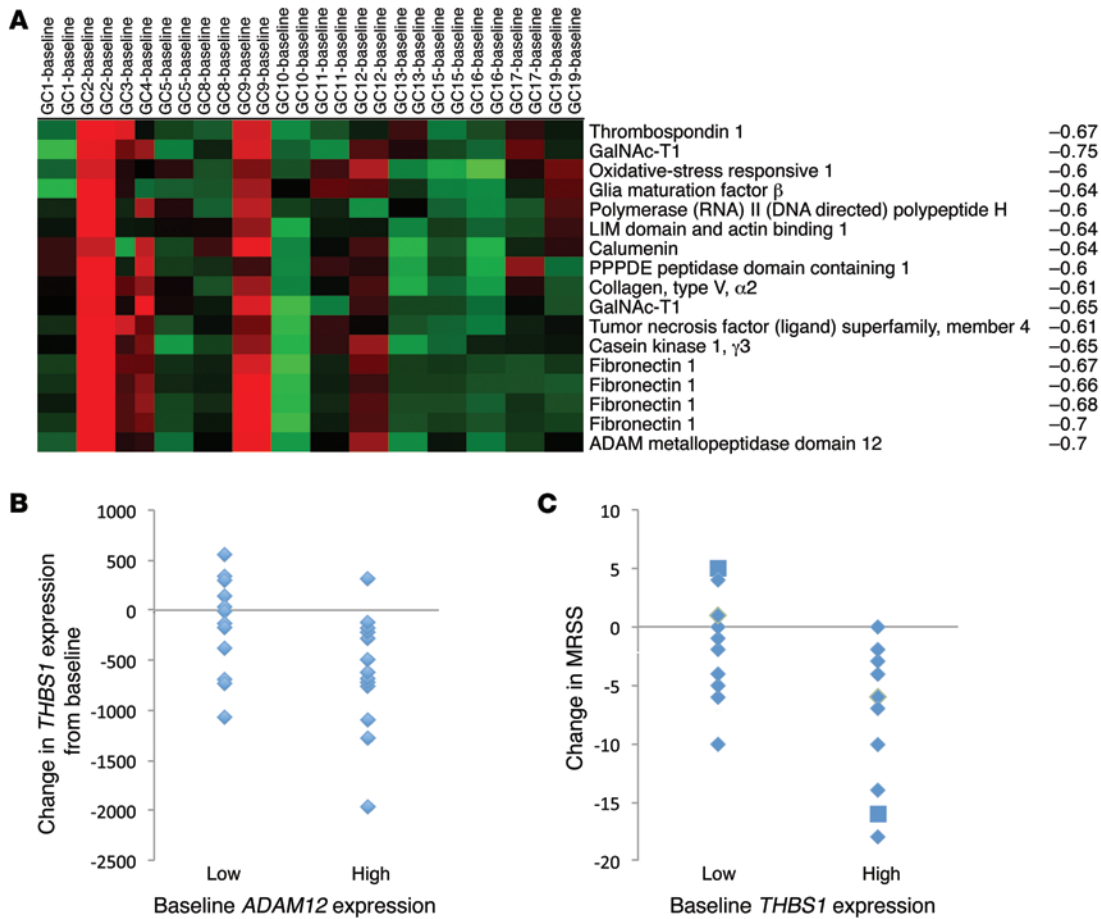 A
GC1-baseline
GC1-baseline
GC2-baseline
GC2-baseline
GC3-baseline
GC4-baseline
GC5-baseline
GC5-baseline
GC8-baseline
GC8-baseline
GC9-baseline
GC9-baseline
GC10-baseline
GC10-baseline
GC11-baseline
GC11-baseline
GC12-baseline
GC12-baseline
GC13-baseline
GC13-baseline
GC15-baseline
GC15-baseline
GC16-baseline
GC16-baseline
GC17-baseline
GC17-baseline
GC19-baseline
GC19-baseline
Thrombospondin 1 −0.67
GalNAc-T1 −0.75
Oxidative-stress responsive 1 −0.6
Glia maturation factor β −0.64
Polymerase (RNA) II (DNA directed) polypeptide H −0.6
LIM domain and actin binding 1 −0.64
Calumenin −0.64
PPPDE peptidase domain containing 1 −0.6
Collagen, type V, α2 −0.61
GalNAc-T1 −0.65
Tumor necrosis factor (ligand) superfamily, member 4 −0.61
Casein kinase 1, γ3 −0.65
Fibronectin 1 −0.67
Fibronectin 1 −0.66
Fibronectin 1 −0.68
Fibronectin 1 −0.7
ADAM metallopeptidase domain 12 −0.7
B
Change in THBS1 expression
from baseline
1000
500
0
-500
-1000
-1500
-2000
-2500
Low High
Baseline ADAM12 expression
C
Change in MRSS
10
5
0
-5
-10
-15
-20
Low High
Baseline THBS1 expression